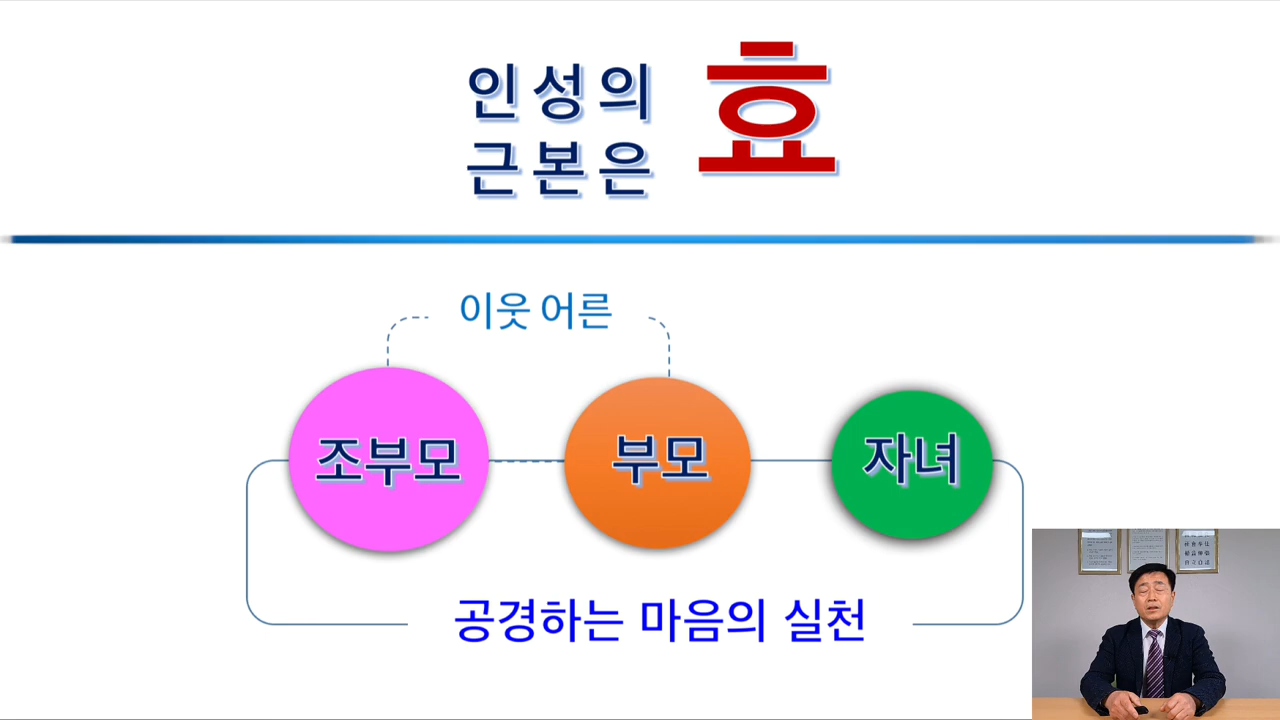 인성의
근본은
효
이웃 어른
조부모
부모
자녀
공경하는 마음의 실천